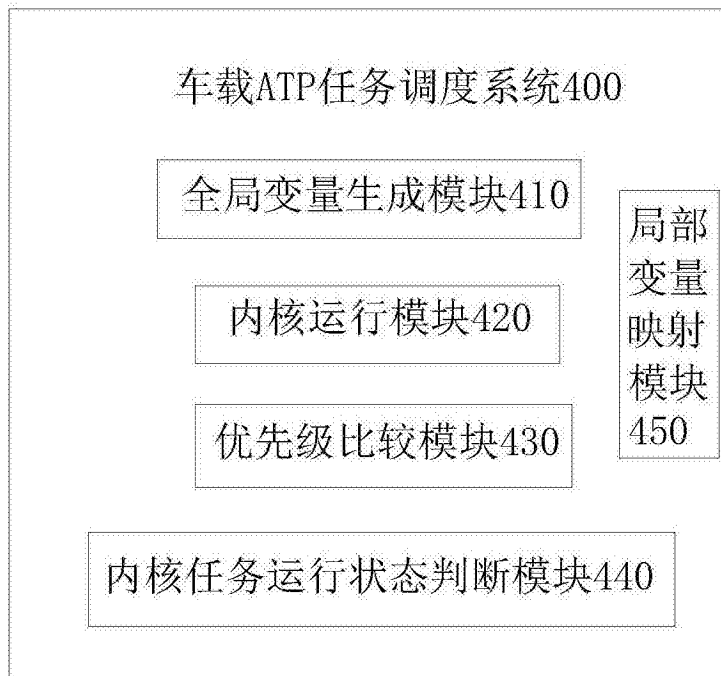 车载ATP任务调度系统400
全局变量生成模块410
内核运行模块420
优先级比较模块430
内核任务运行状态判断模块440
局部
变量
映射
模块
450